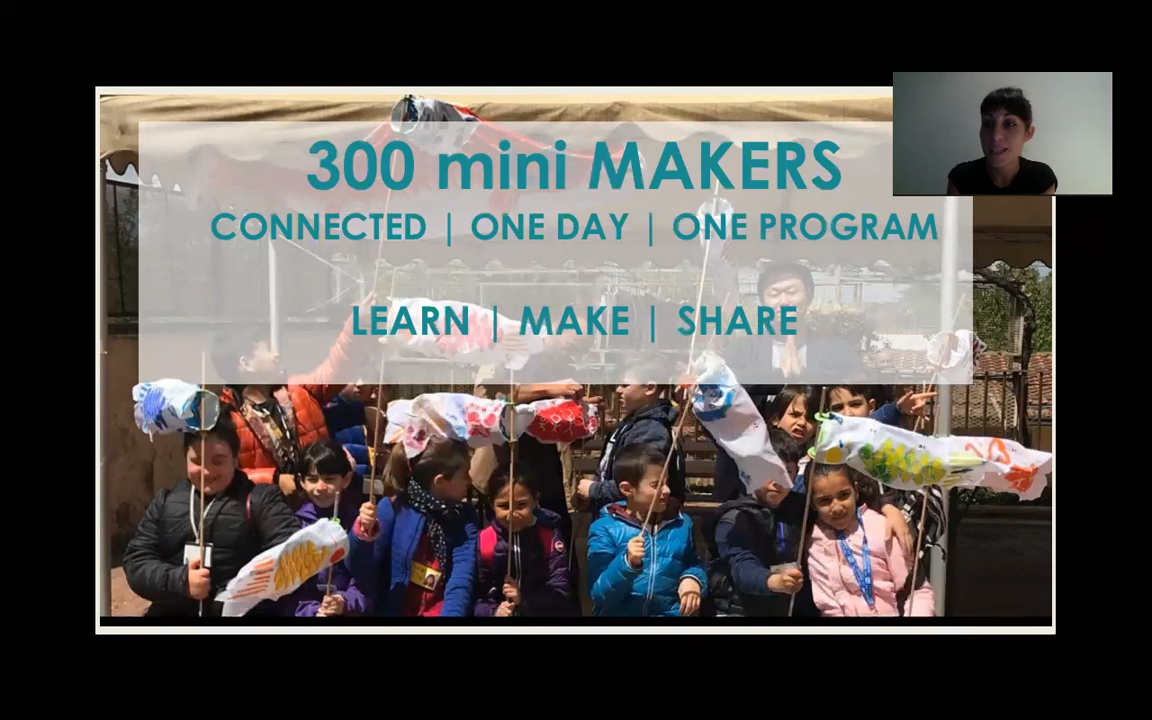 300 mini MAKERS
CONNECTED | ONE DAY | ONE PROGRAM
LEARN | MAKE | SHARE